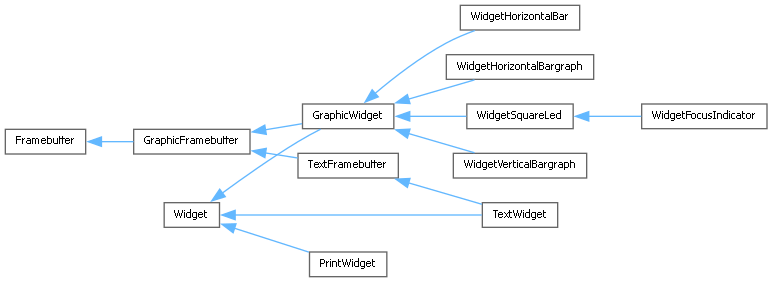 WidgetHorizontalBar
WidgetHorizontalBargraph
GraphicWidget
WidgetSquareLed
WidgetFocusIndicator
Framebuffer
GraphicFramebuffer
TextFramebuffer
WidgetVerticalBargraph
Widget
TextWidget
PrintWidget